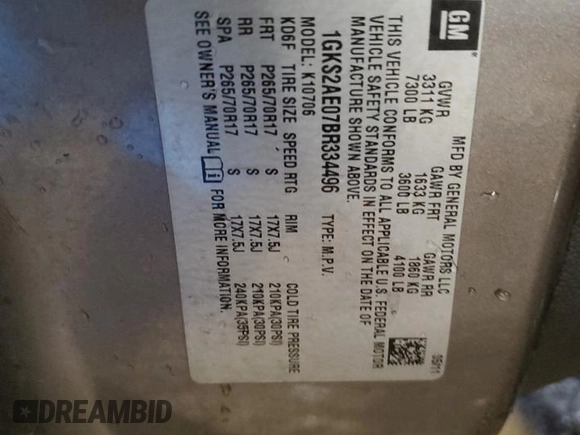 GM
MFD BY GENERAL MOTORS LLC
05/11
GVWR GAWR FRT GAWR RR
3311 KG 1633 KG 1860 KG
7300 LB 3600 LB 4100 LB
THIS VEHICLE CONFORMS TO ALL APPLICABLE U.S. FEDERAL MOTOR
VEHICLE SAFETY STANDARDS IN EFFECT ON THE DATE OF
MANUFACTURE SHOWN ABOVE.
1GKS2AE07BR334496 TYPE: M.P.V.
MODEL: K10706
KD6F TIRE SIZE SPEED RTG RIM COLD TIRE PRESSURE
FRT P265/70R17 S 17X7.5J 210KPA(30PSI)
RR P265/70R17 S 17X7.5J 210KPA(30PSI)
SPA P265/70R17 S 17X7.5J 240KPA(35PSI)
SEE OWNER'S MANUAL i FOR MORE INFORMATION.
DREAMBID